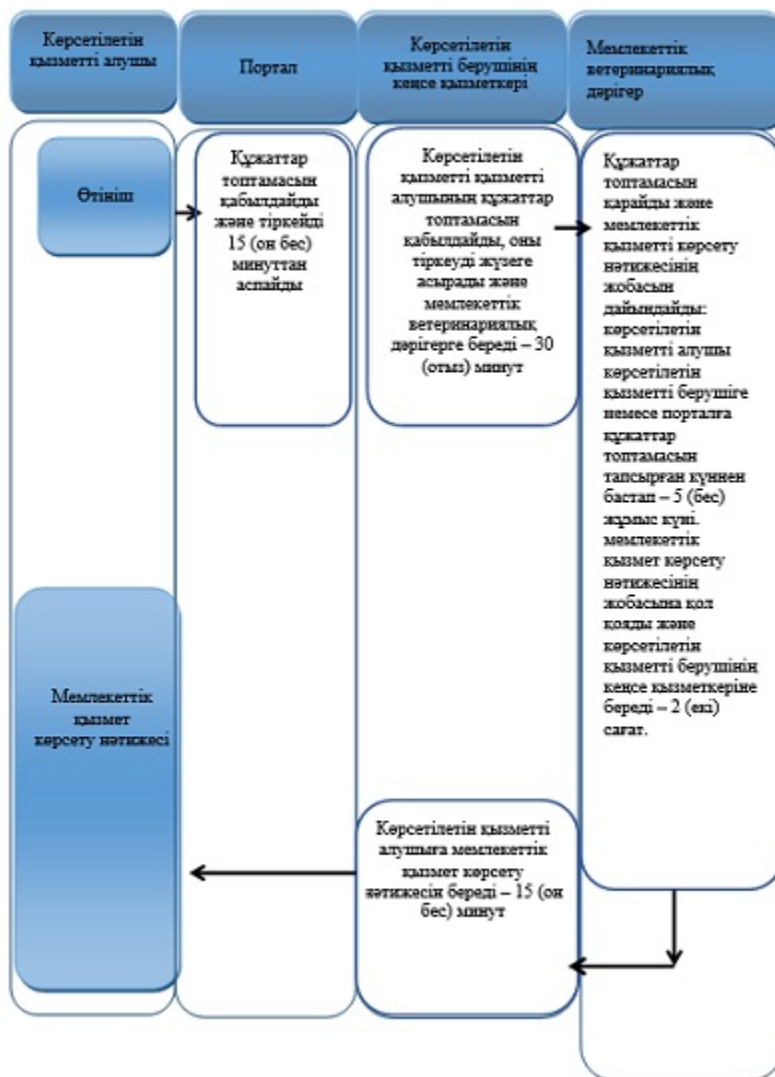 Көрсетілетін
қызметті алушы
Портал
Көрсетілетін
қызметті берушінің
кеңсе қызметкері
Мемлекеттік
ветеринариялық
дәрігер
Өтініш
Құжаттар
топтамасын
қабылдайды
және тіркейді
15 (он бес)
минуттан
аспайды
Көрсетілетін
қызметті қызметті
алушының құжаттар
топтамасын
қабылдайды, оны
тіркеуді жүзеге
асырады және
мемлекеттік
ветеринариялық
дәрігерге береді – 30
(отыз) минут
Құжаттар
топтамасын
қарайды және
мемлекеттік
қызметті көрсету
нәтижесінің
жобасын
дайындайды:
көрсетілетін
қызметті алушы
көрсетілетін
қызметті берушіге
немесе порталға
құжаттар
топтамасын
тапсырған күннен
бастап – 5 (бес)
жұмыс күні.
мемлекеттік
қызмет көрсету
нәтижесінің
жобасына қол
қояды және
көрсетілетін
қызметті берушінің
кеңсе қызметкеріне
береді – 2 (екі)
сағат.
Мемлекеттік
қызмет
көрсету нәтижесі
Көрсетілетін қызметті
алушыға мемлекеттік
қызмет көрсету
нәтижесін береді – 15 (он
бес) минут